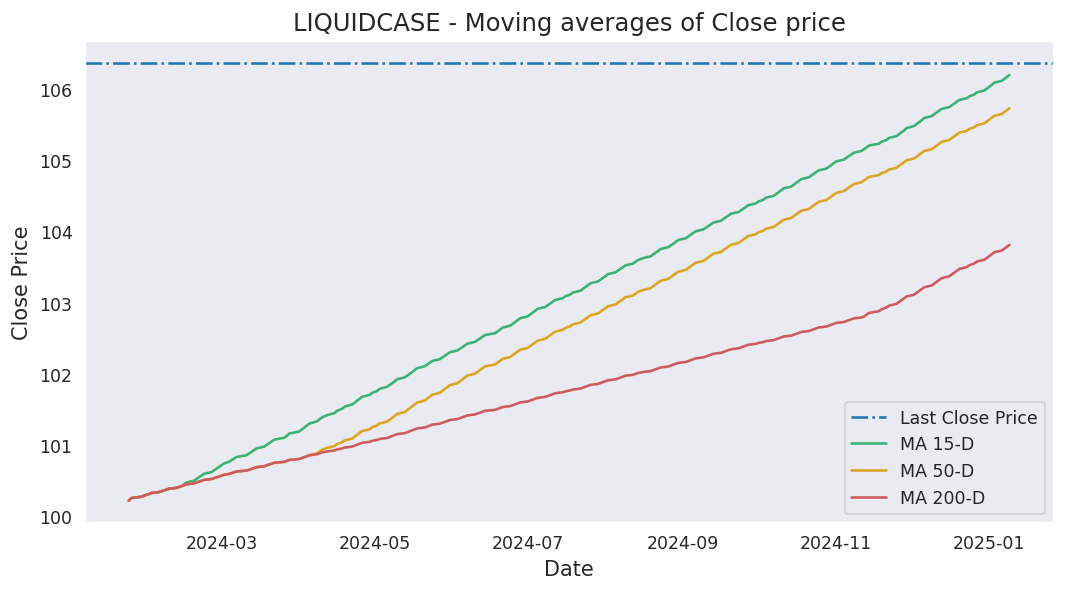 LIQUIDCASE - Moving averages of Close price
Close Price
106
105
104
103
102
101
100
Last Close Price
MA 15-D
MA 50-D
MA 200-D
2024-03 2024-05 2024-07 2024-09 2024-11 2025-01
Date